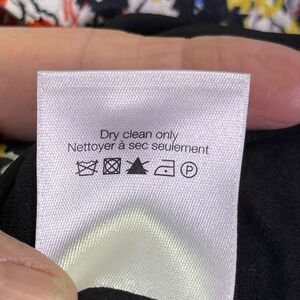 Dry clean only
Nettoyer à sec seulement
P